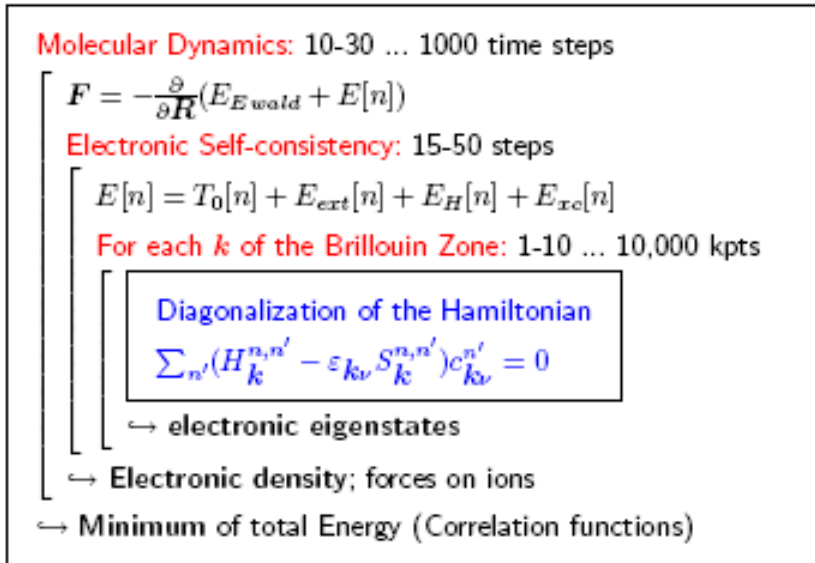 Molecular Dynamics: 10-30 ... 1000 time steps
F = −∂/∂R(E_Ewald + E[n])
Electronic Self-consistency: 15-50 steps
E[n] = T₀[n] + E_ext[n] + E_H[n] + E_xc[n]
For each k of the Brillouin Zone: 1-10 ... 10,000 kpts
Diagonalization of the Hamiltonian
∑_n′(H_k^{n,n′} − ε_kν S_k^{n,n′})c_kν^{n′} = 0
↪ electronic eigenstates
↪ Electronic density; forces on ions
↪ Minimum of total Energy (Correlation functions)